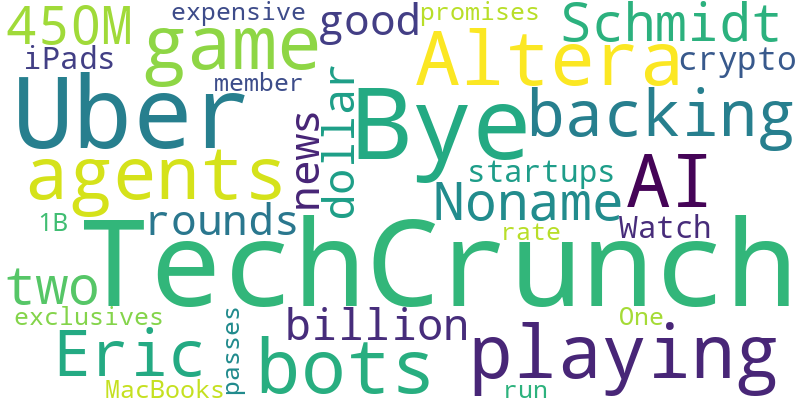 450M
expensive
good
promises
Schmidt
iPads
game
Altera
crypto
member
Uber
dollar
Bye
backing
news
agents
startups
AI
Noneme
1B
rounds
rate
Watch
TechCrunch
two
exclusives
passes
billion
One
Eric
bots
playing
MacBooks
run